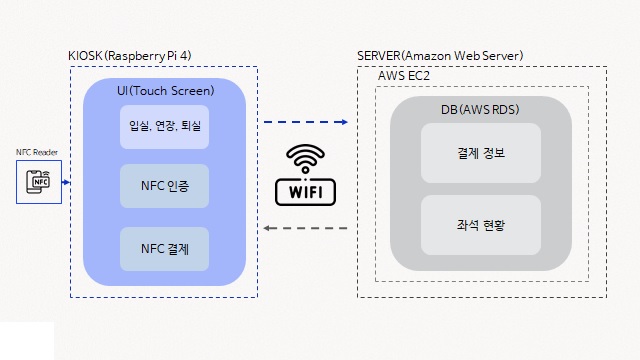 KIOSK(Raspberry Pi 4)
UI(Touch Screen)
입실, 연장, 퇴실
NFC 인증
NFC 결제
NFC Reader
NFC
WIFI
SERVER(Amazon Web Server)
AWS EC2
DB(AWS RDS)
결제 정보
좌석 현황